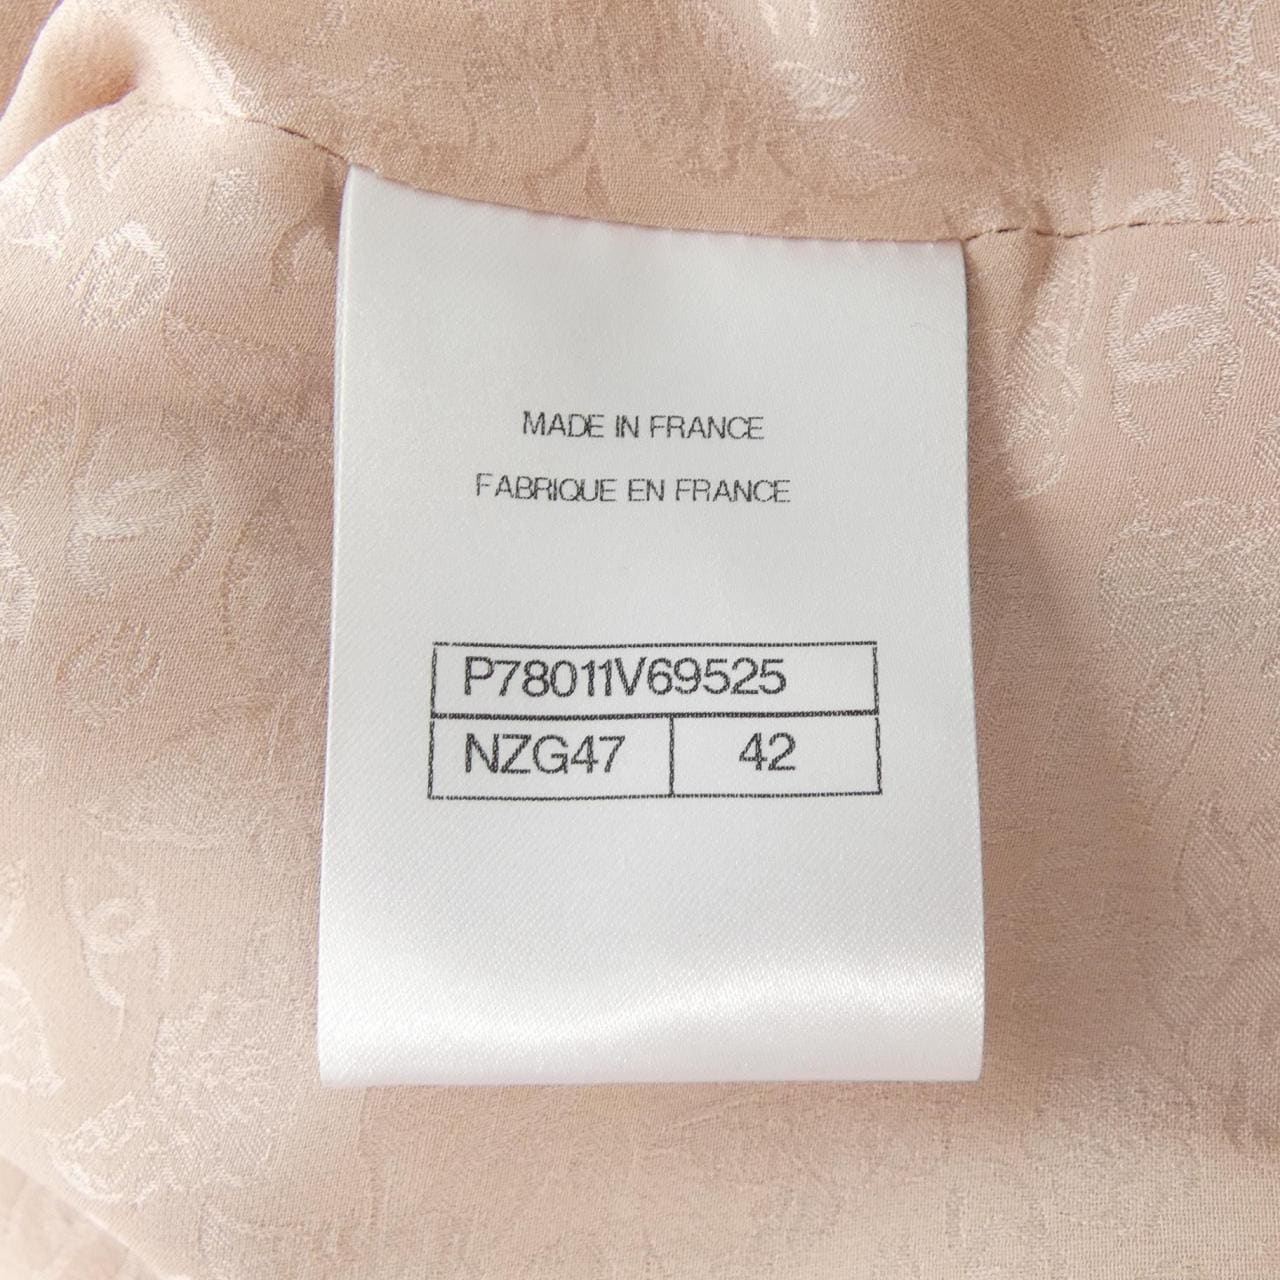 MADE IN FRANCE
FABRIQUE EN FRANCE
P78011V69525
NZG47 42